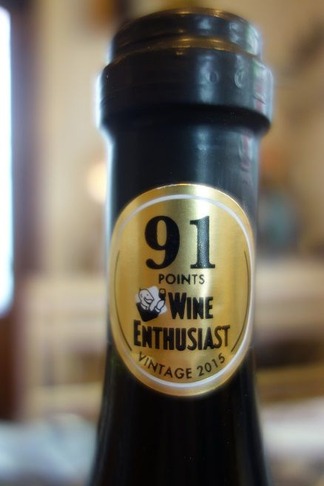 91
POINTS
WINE
ENTHUSIAST
VINTAGE 2015